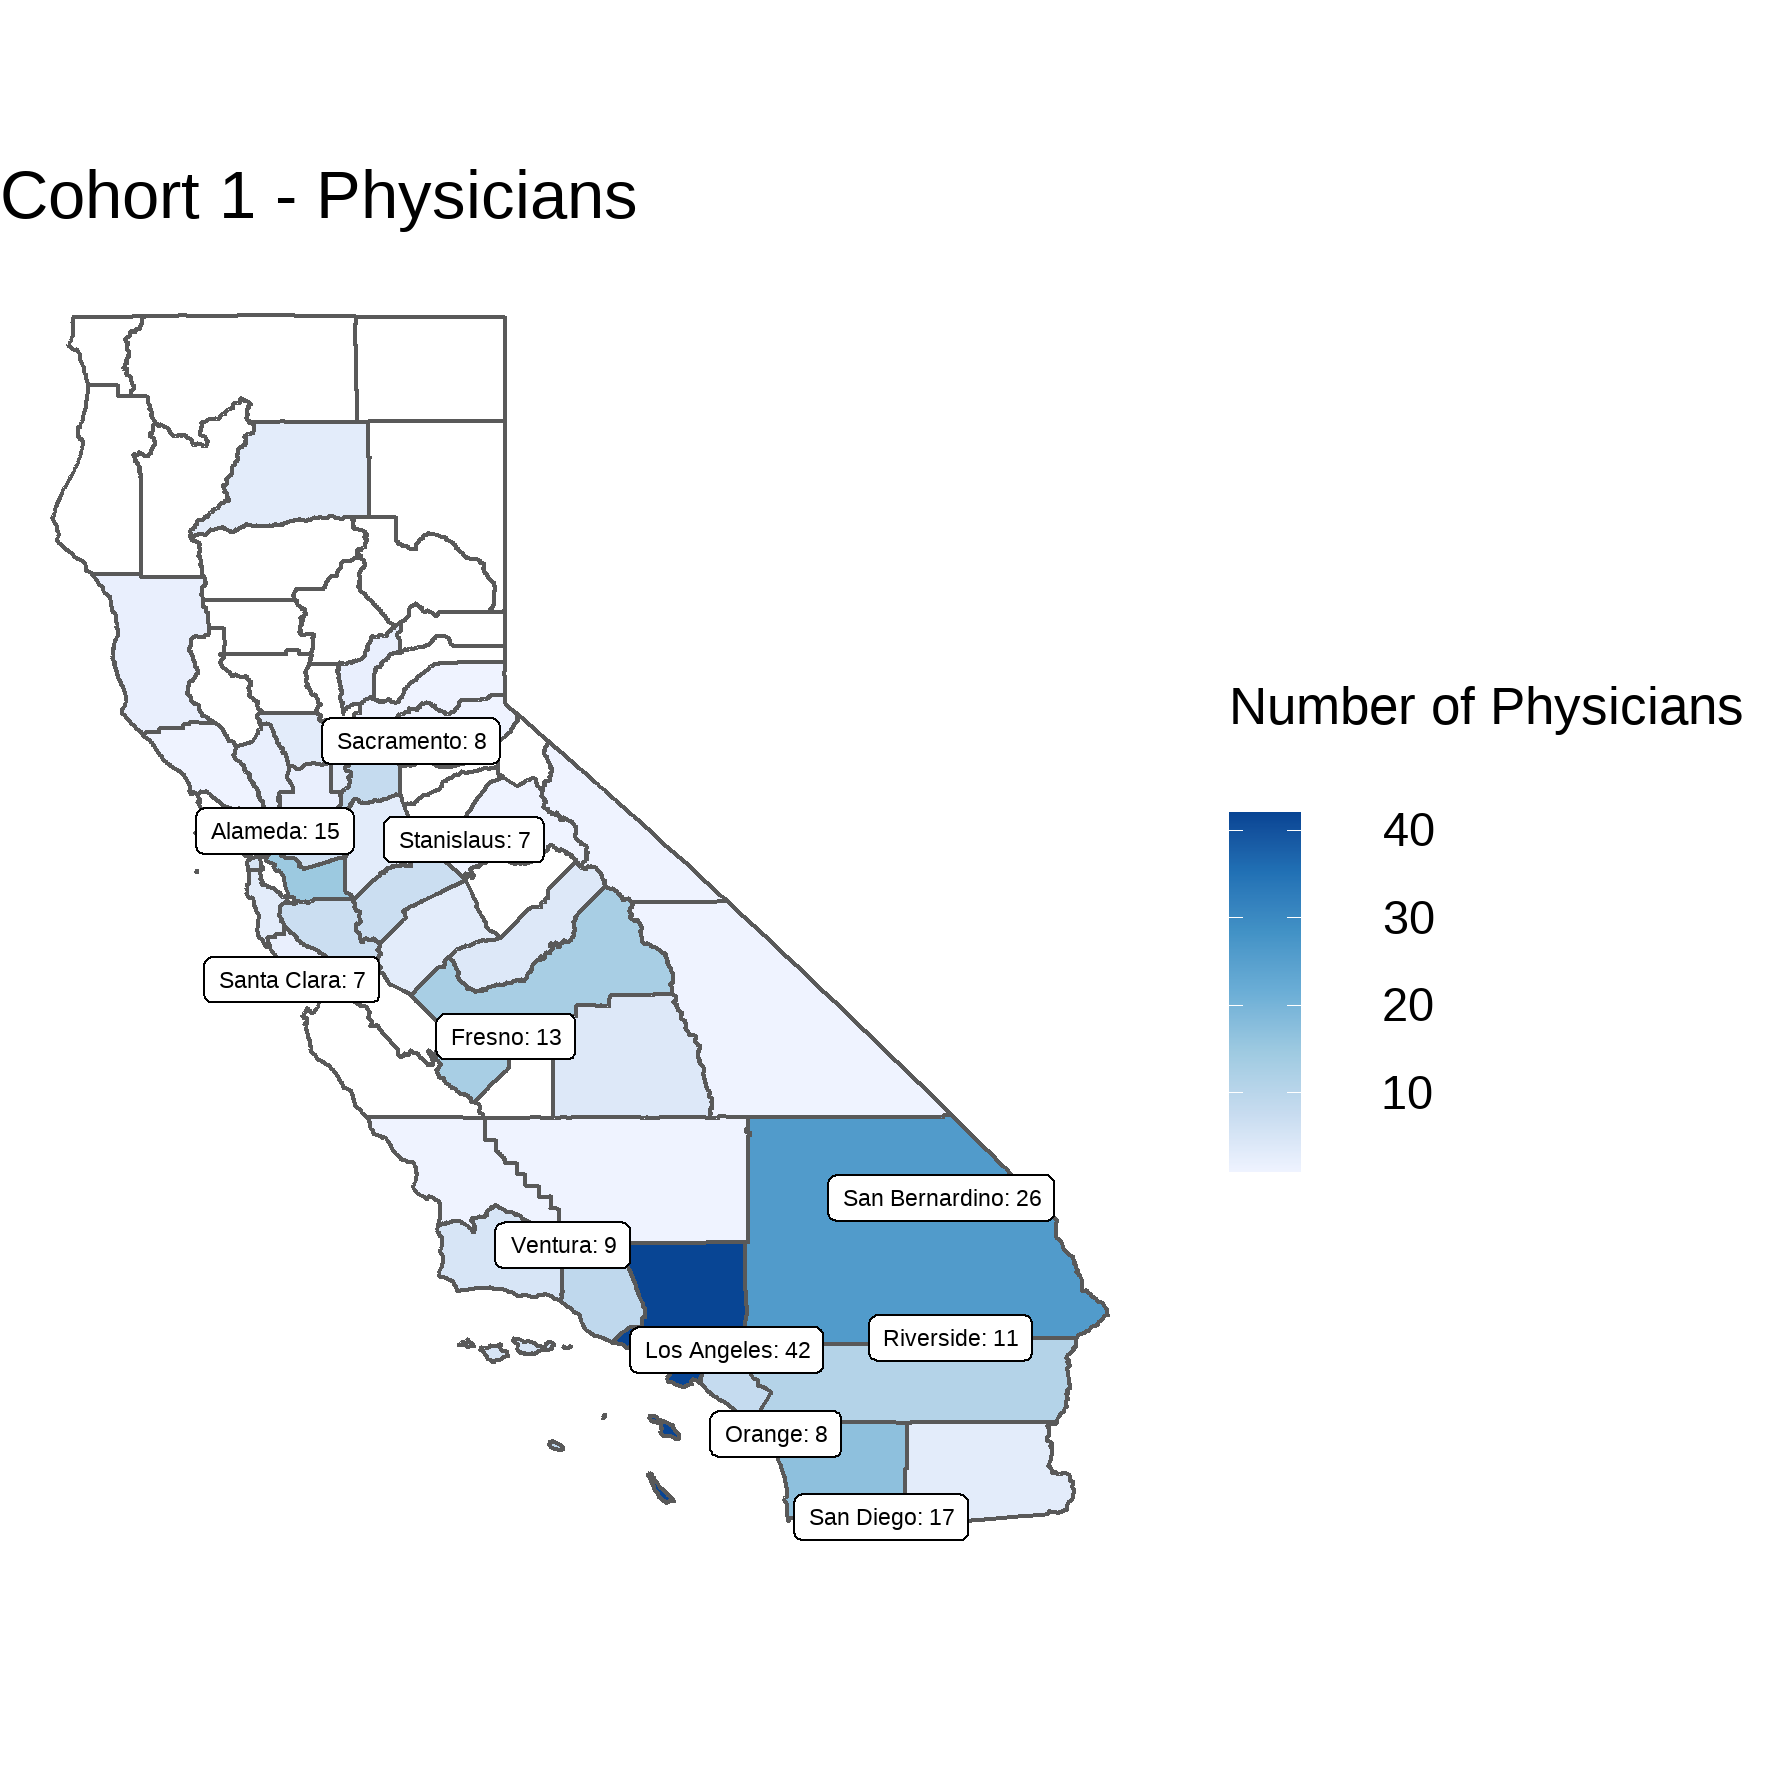 Cohort 1 - Physicians
Number of Physicians
Sacramento: 8
Alameda: 15
Stanislaus: 7
40
30
Santa Clara: 7
20
Fresno: 13
10
San Bernardino: 26
Ventura: 9
Riverside: 11
Los Angeles: 42
Orange: 8
San Diego: 17